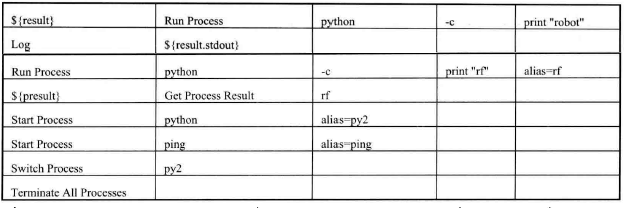 ${result} Run Process python -c print "robot"
Log ${result.stdout}
Run Process python -c print "rf" alias=rf
${presult} Get Process Result rf
Start Process python alias=py2
Start Process ping alias=ping
Switch Process py2
Terminate All Processes